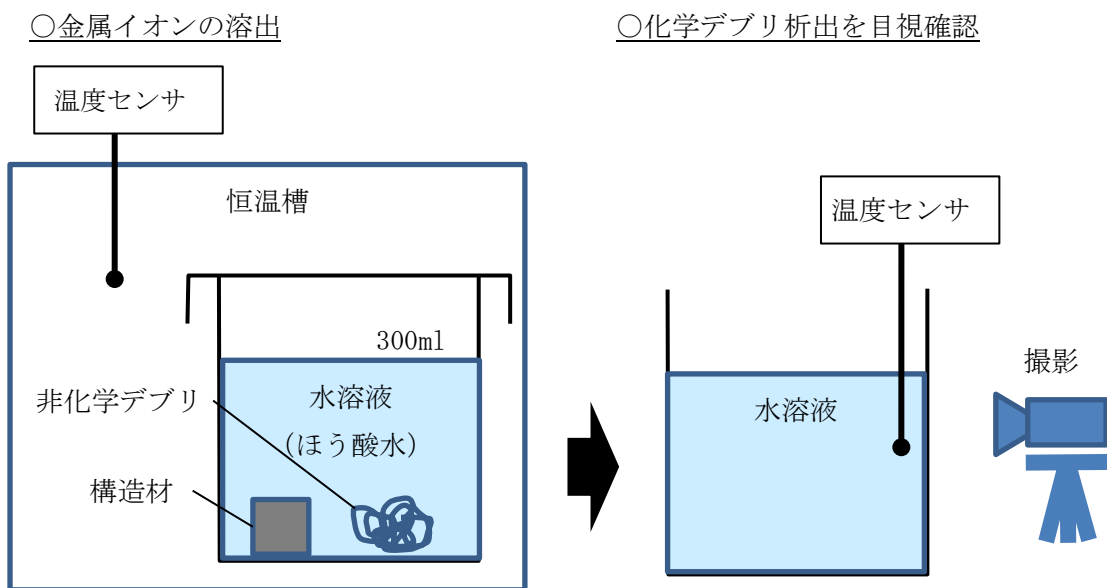 ○金属イオンの溶出
○化学デブリ析出を目視確認
温度センサ
恒温槽
温度センサ
300ml
撮影
非化学デブリ
水溶液
(ほう酸水)
水溶液
構造材